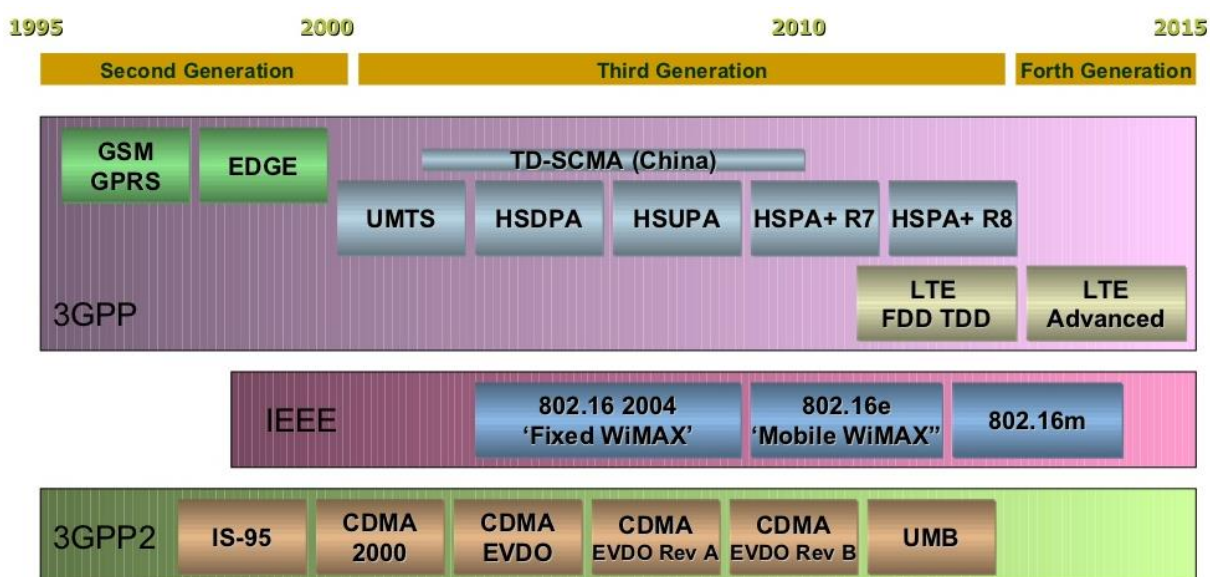 1995 2000 2010 2015
Second Generation Third Generation Forth Generation
GSM
GPRS
EDGE
TD-SCMA (China)
UMTS HSDPA HSUPA HSPA+ R7 HSPA+ R8
3GPP
LTE
FDD TDD
LTE
Advanced
IEEE
802.16 2004
‘Fixed WiMAX’
802.16e
‘Mobile WiMAX”
802.16m
3GPP2
IS-95
CDMA
2000
CDMA
EVDO
CDMA
EVDO Rev A
CDMA
EVDO Rev B
UMB